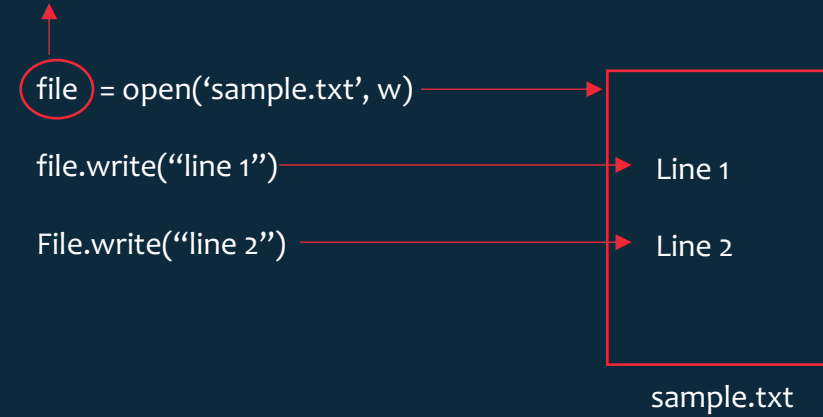 file = open(‘sample.txt’, w)
file.write(“line 1”)
Line 1
File.write(“line 2”)
Line 2
sample.txt